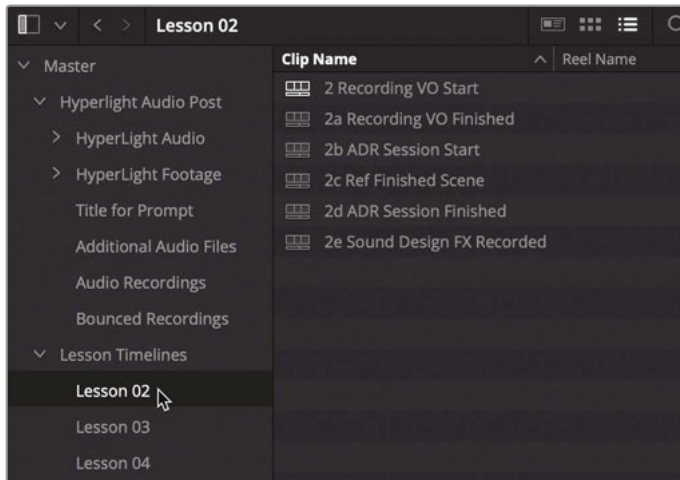 Lesson 02
Master
Hyperlight Audio Post
HyperLight Audio
HyperLight Footage
Title for Prompt
Additional Audio Files
Audio Recordings
Bounced Recordings
Lesson Timelines
Lesson 02
Lesson 03
Lesson 04
Clip Name Reel Name
2 Recording VO Start
2a Recording VO Finished
2b ADR Session Start
2c Ref Finished Scene
2d ADR Session Finished
2e Sound Design FX Recorded